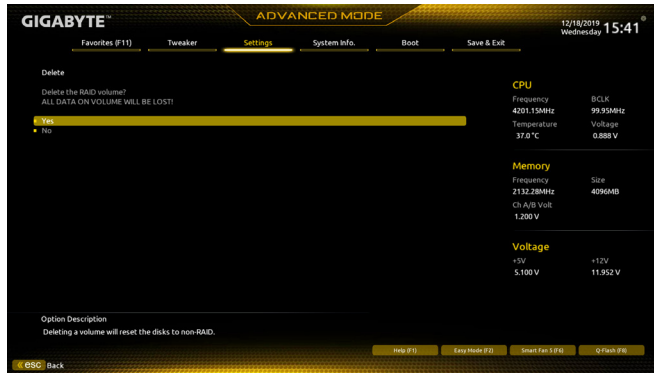 GIGABYTE™
ADVANCED MODE
12/18/2019
Wednesday 15:41
Favorites (F11) Tweaker Settings System Info. Boot Save & Exit
Delete
Delete the RAID volume?
ALL DATA ON VOLUME WILL BE LOST!
Yes
No
CPU
Frequency BCLK
4201.15MHz 99.95MHz
Temperature Voltage
37.0 °C 0.888 V
Memory
Frequency Size
2132.28MHz 4096MB
Ch A/B Volt
1.200 V
Voltage
+5V +12V
5.100 V 11.952 V
Option Description
Deleting a volume will reset the disks to non-RAID.
Help (F1) Easy Mode (F2) Smart Fan 5 (F6) Q-Flash (F8)
esc Back